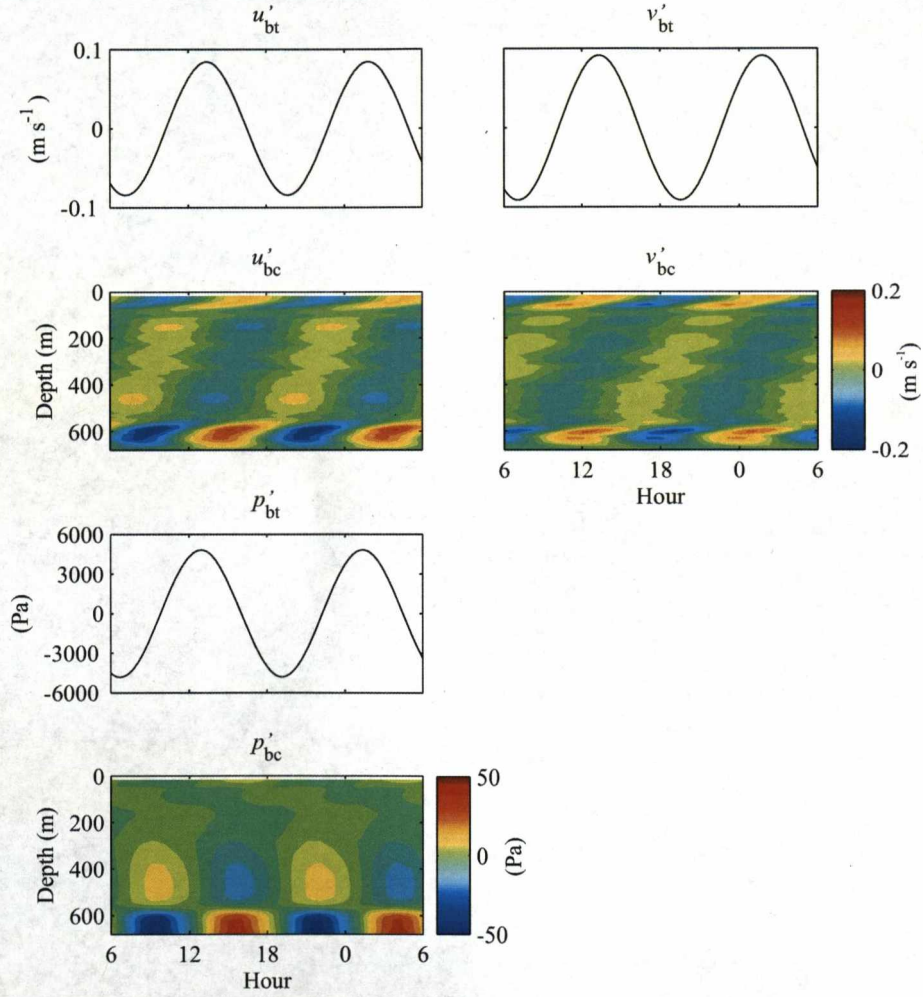 u′bt
v′bt
0.1
0
-0.1
(m s-1)
u′bc
v′bc
0
200
400
600
Depth (m)
0.2
0
-0.2
(m s-1)
6
12
18
0
6
Hour
p′bt
6000
3000
0
-3000
-6000
(Pa)
p′bc
0
200
400
600
Depth (m)
50
0
-50
(Pa)
6
12
18
0
6
Hour